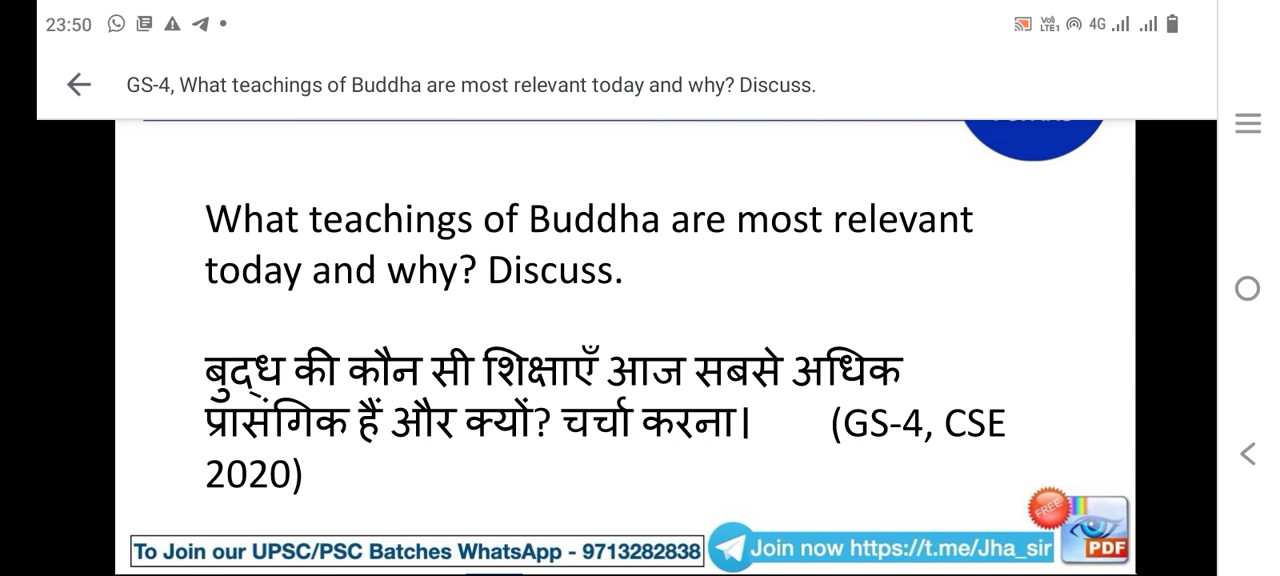 23:50 Vo) LTE1 4G
GS-4, What teachings of Buddha are most relevant today and why? Discuss.
What teachings of Buddha are most relevant
today and why? Discuss.
बुद्ध की कौन सी शिक्षाएँ आज सबसे अधिक
प्रासंगिक हैं और क्यों? चर्चा करना। (GS-4, CSE
2020)
FREE
To Join our UPSC/PSC Batches WhatsApp - 9713282838
Join now https://t.me/Jha_sir
PDF